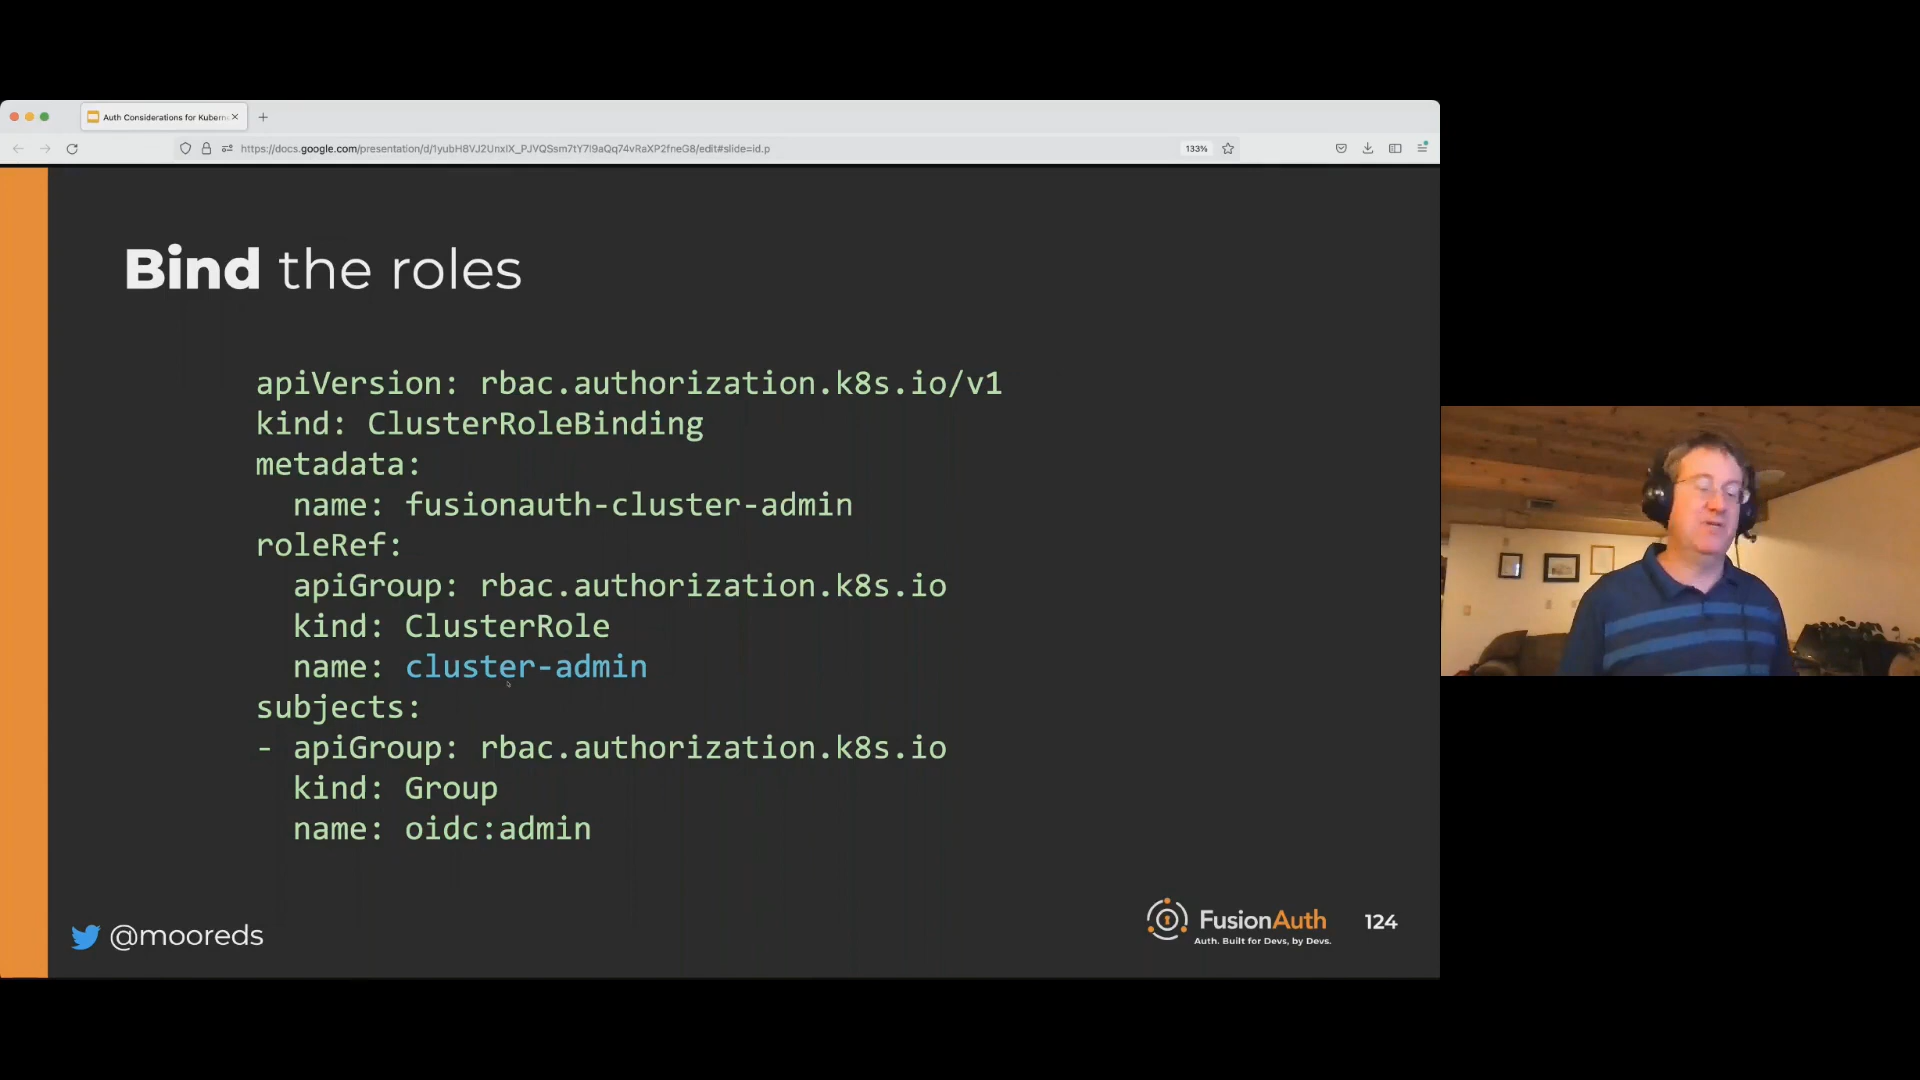 Auth Considerations for Kubern
https://docs.google.com/presentation/d/1yubH8VJ2UnxIX_PJYQSsm7tY7I9aQq74vRaXP2fneG8/edit#slide=id.p
133%
Bind the roles
apiVersion: rbac.authorization.k8s.io/v1
kind: ClusterRoleBinding
metadata:
  name: fusionauth-cluster-admin
roleRef:
  apiGroup: rbac.authorization.k8s.io
  kind: ClusterRole
  name: cluster-admin
subjects:
- apiGroup: rbac.authorization.k8s.io
  kind: Group
  name: oidc:admin
@mooreds
FusionAuth
Auth. Built for Devs, by Devs.
124